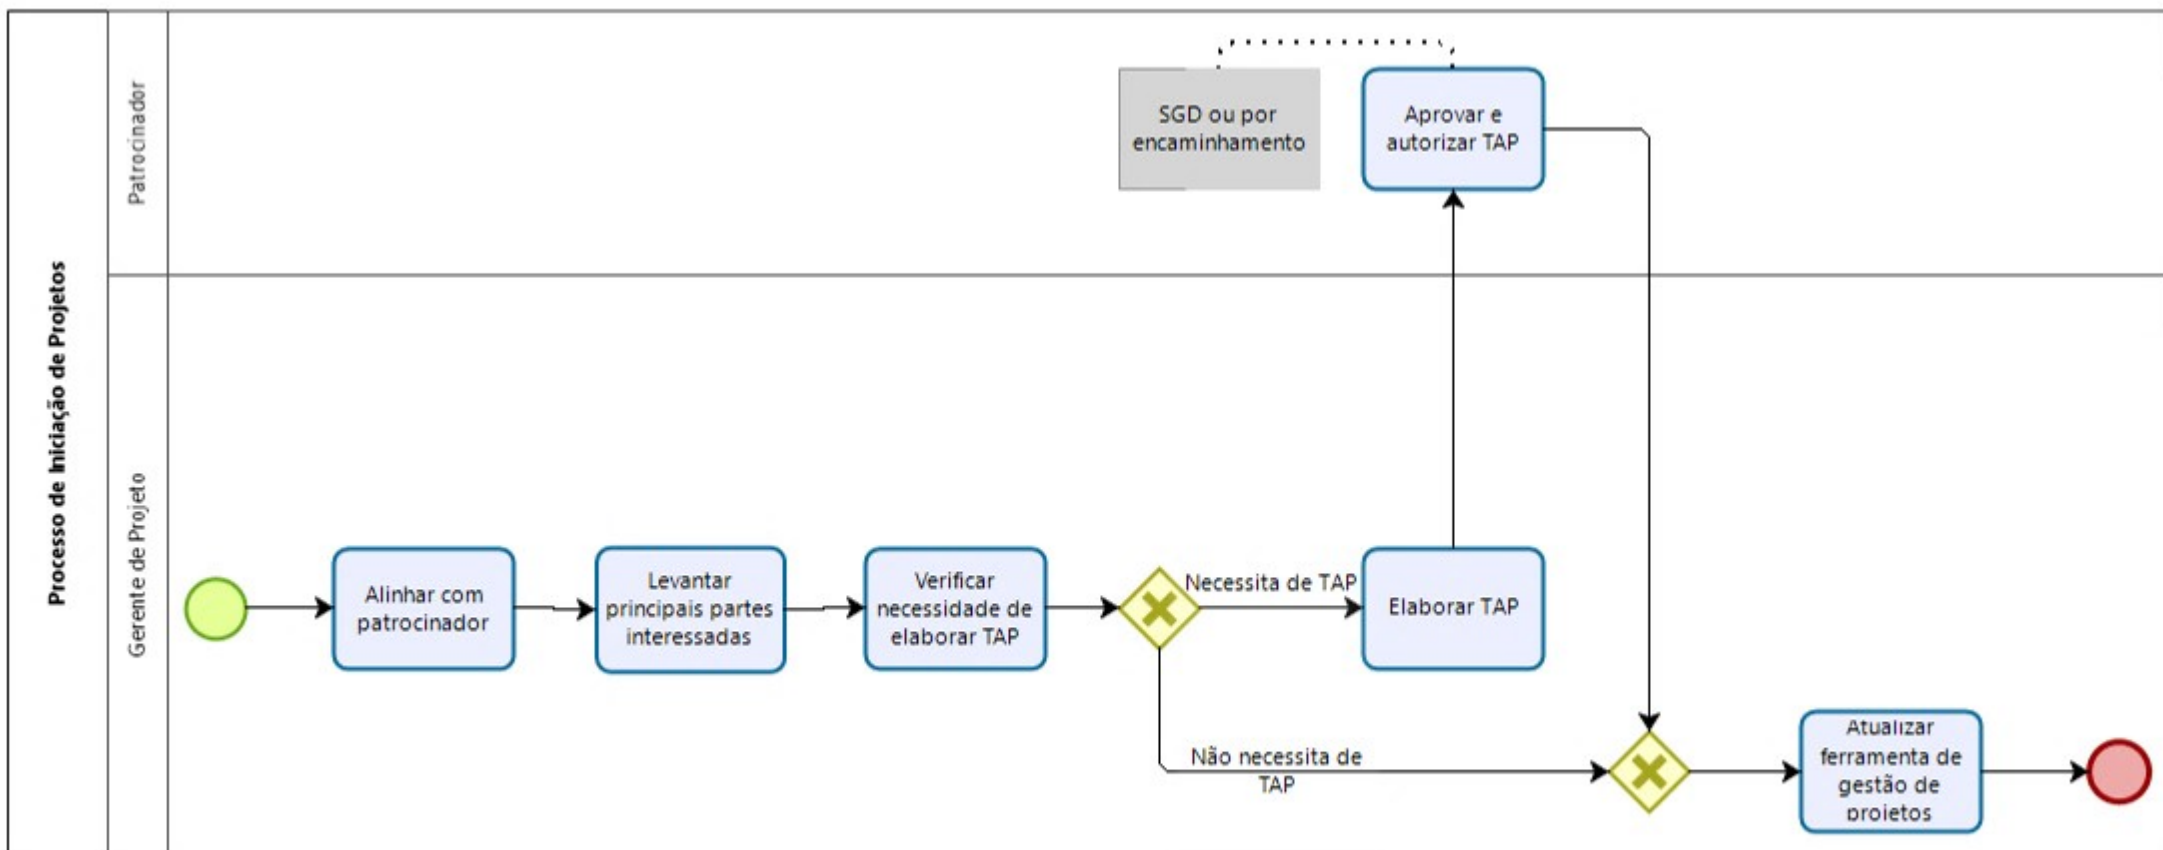 Processo de Iniciação de Projetos
Patrocinador
SGD ou por
encaminhamento
Aprovar e
autorizar TAP
Gerente de Projeto
Alinhar com
patrocinador
Levantar
principais partes
interessadas
Verificar
necessidade de
elaborar TAP
Necessita de TAP
Elaborar TAP
Não necessita de
TAP
Atualizar
ferramenta de
gestão de
projetos